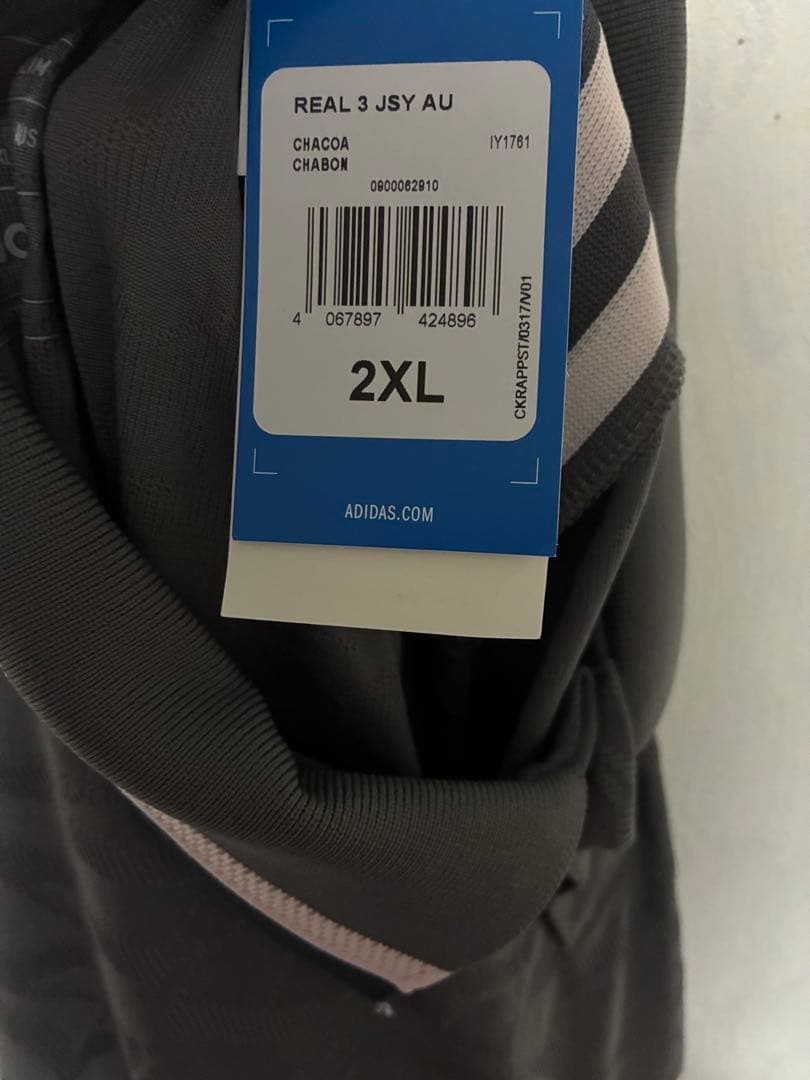 REAL 3 JSY AU
CHACOA
CHABON
IY1761
0900062910
4 067897 424896
2XL
CKRAPPST/0317/V01
ADIDAS.COM